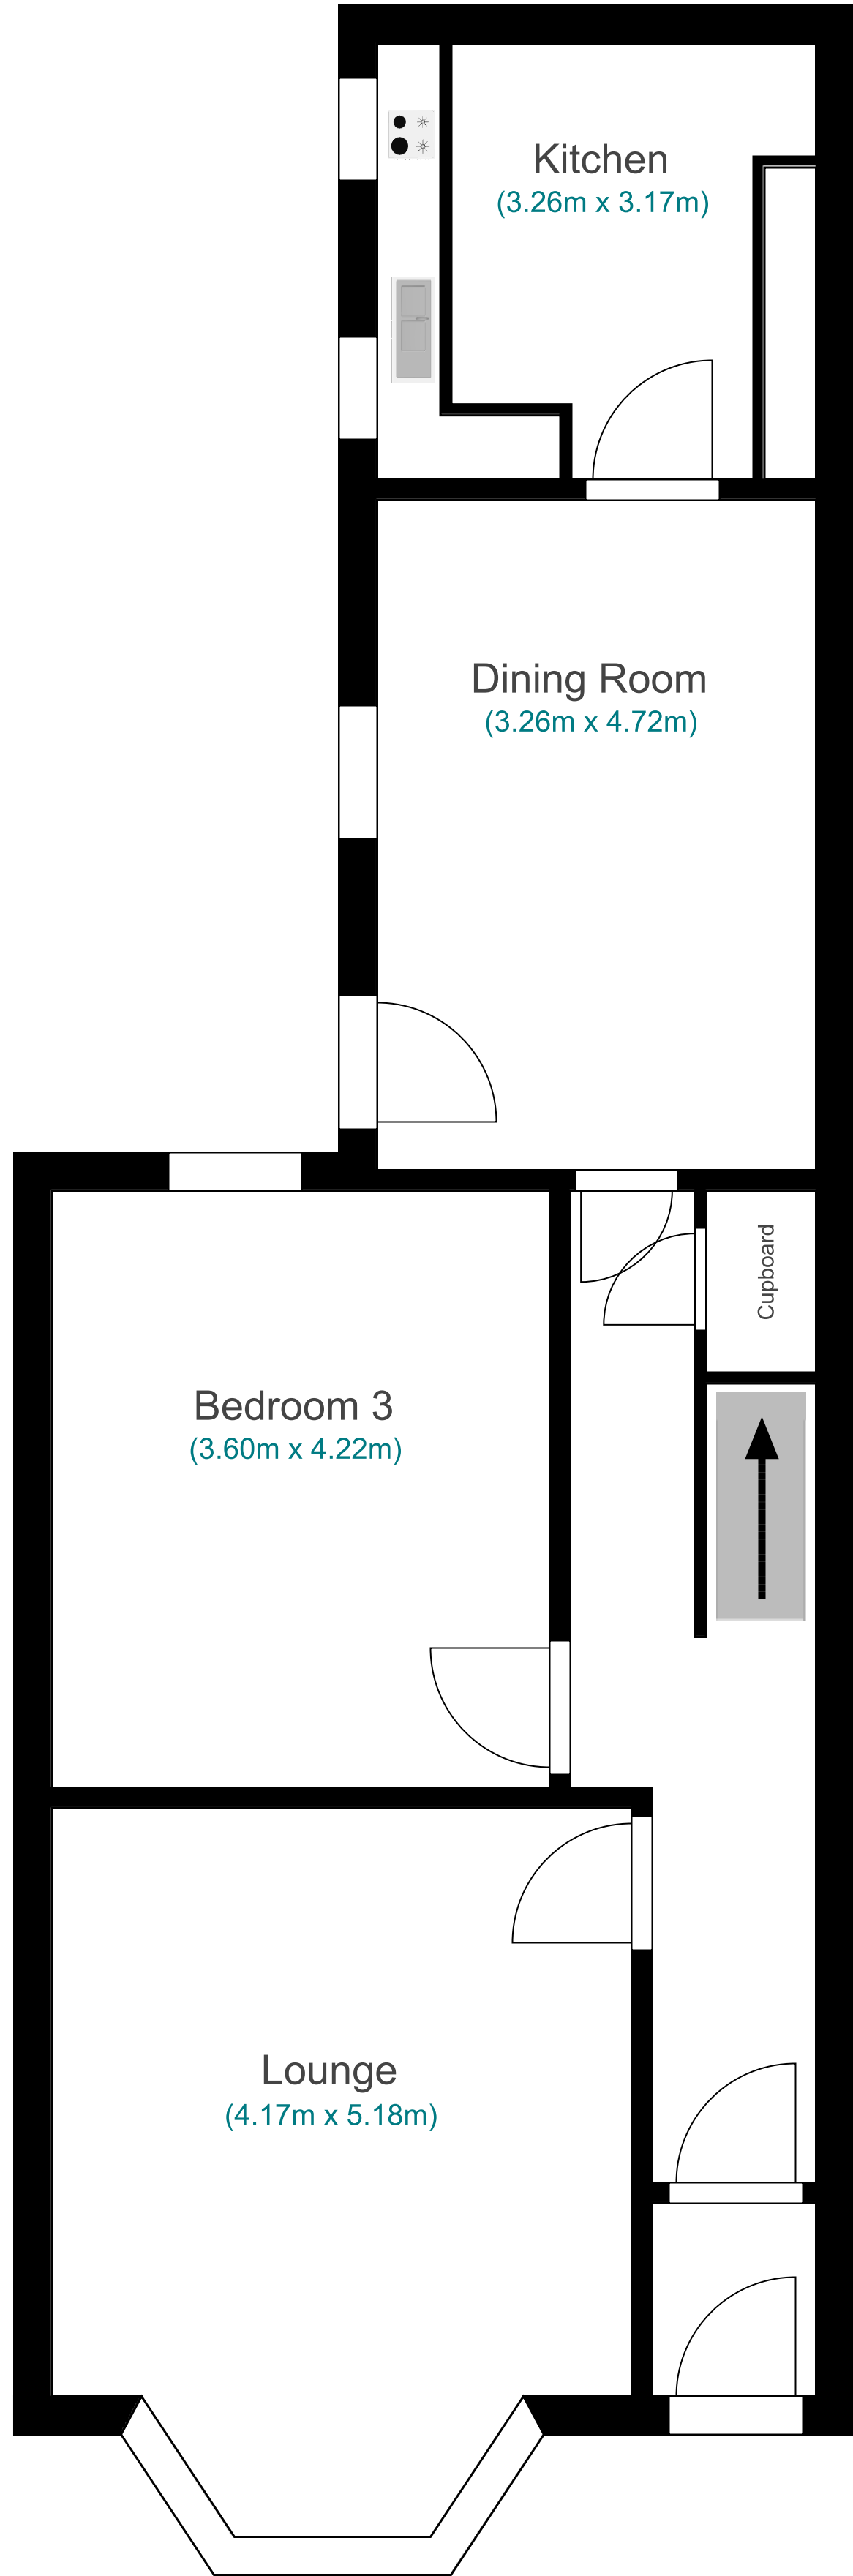 Kitchen
(3.26m x 3.17m)
Dining Room
(3.26m x 4.72m)
Cupboard
Bedroom 3
(3.60m x 4.22m)
Lounge
(4.17m x 5.18m)